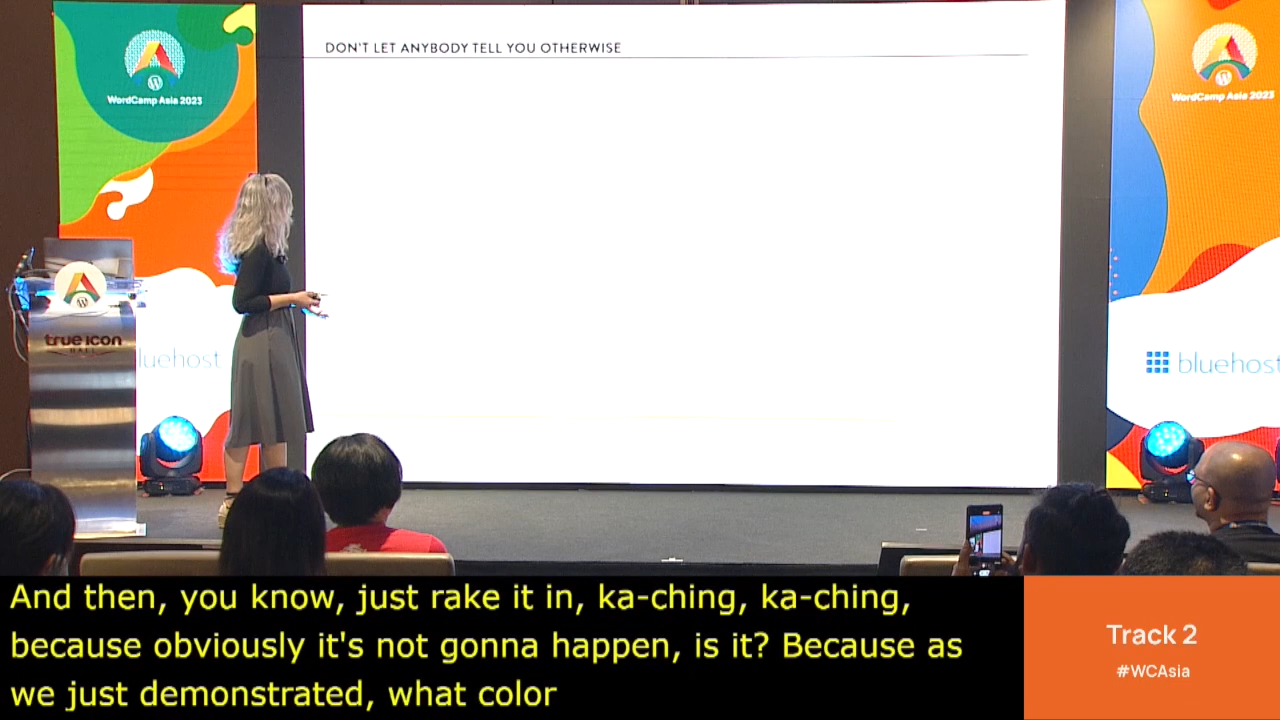 DON'T LET ANYBODY TELL YOU OTHERWISE
WordCamp Asia 2023
WordCamp Asia 2023
true icon
HALL
bluehost
bluehost
And then, you know, just rake it in, ka-ching, ka-ching,
because obviously it's not gonna happen, is it? Because as
we just demonstrated, what color
Track 2
#WCAsia